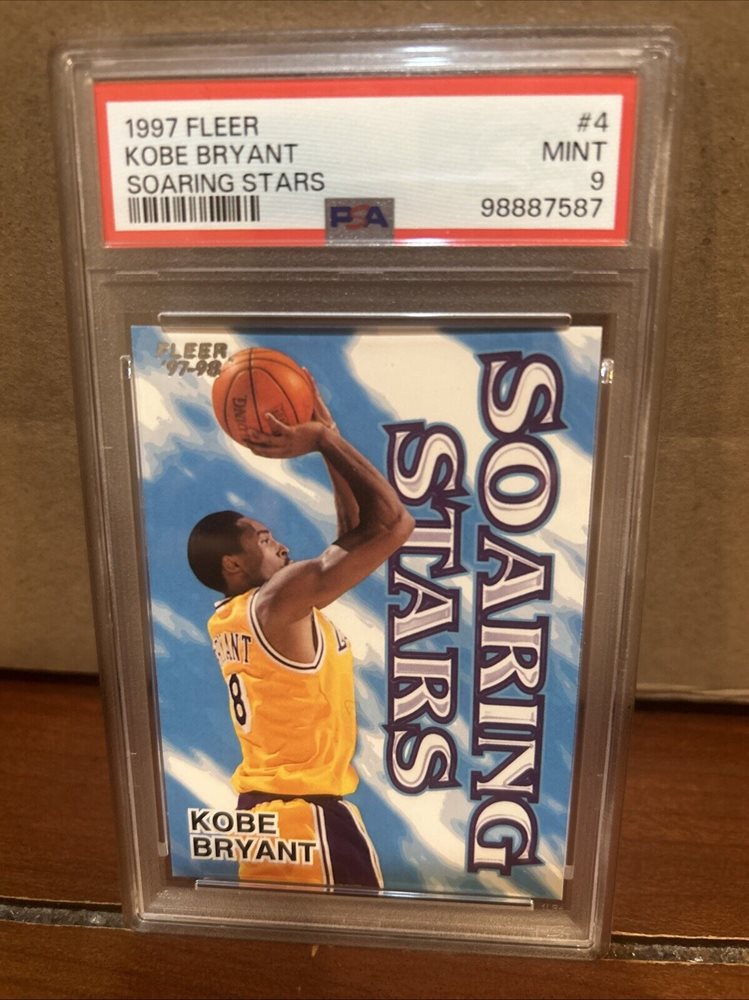 1997 FLEER #4
KOBE BRYANT MINT
SOARING STARS 9
98887587
PSA
FLEER
'97-98
SOARING
STARS
8
KOBE
BRYANT